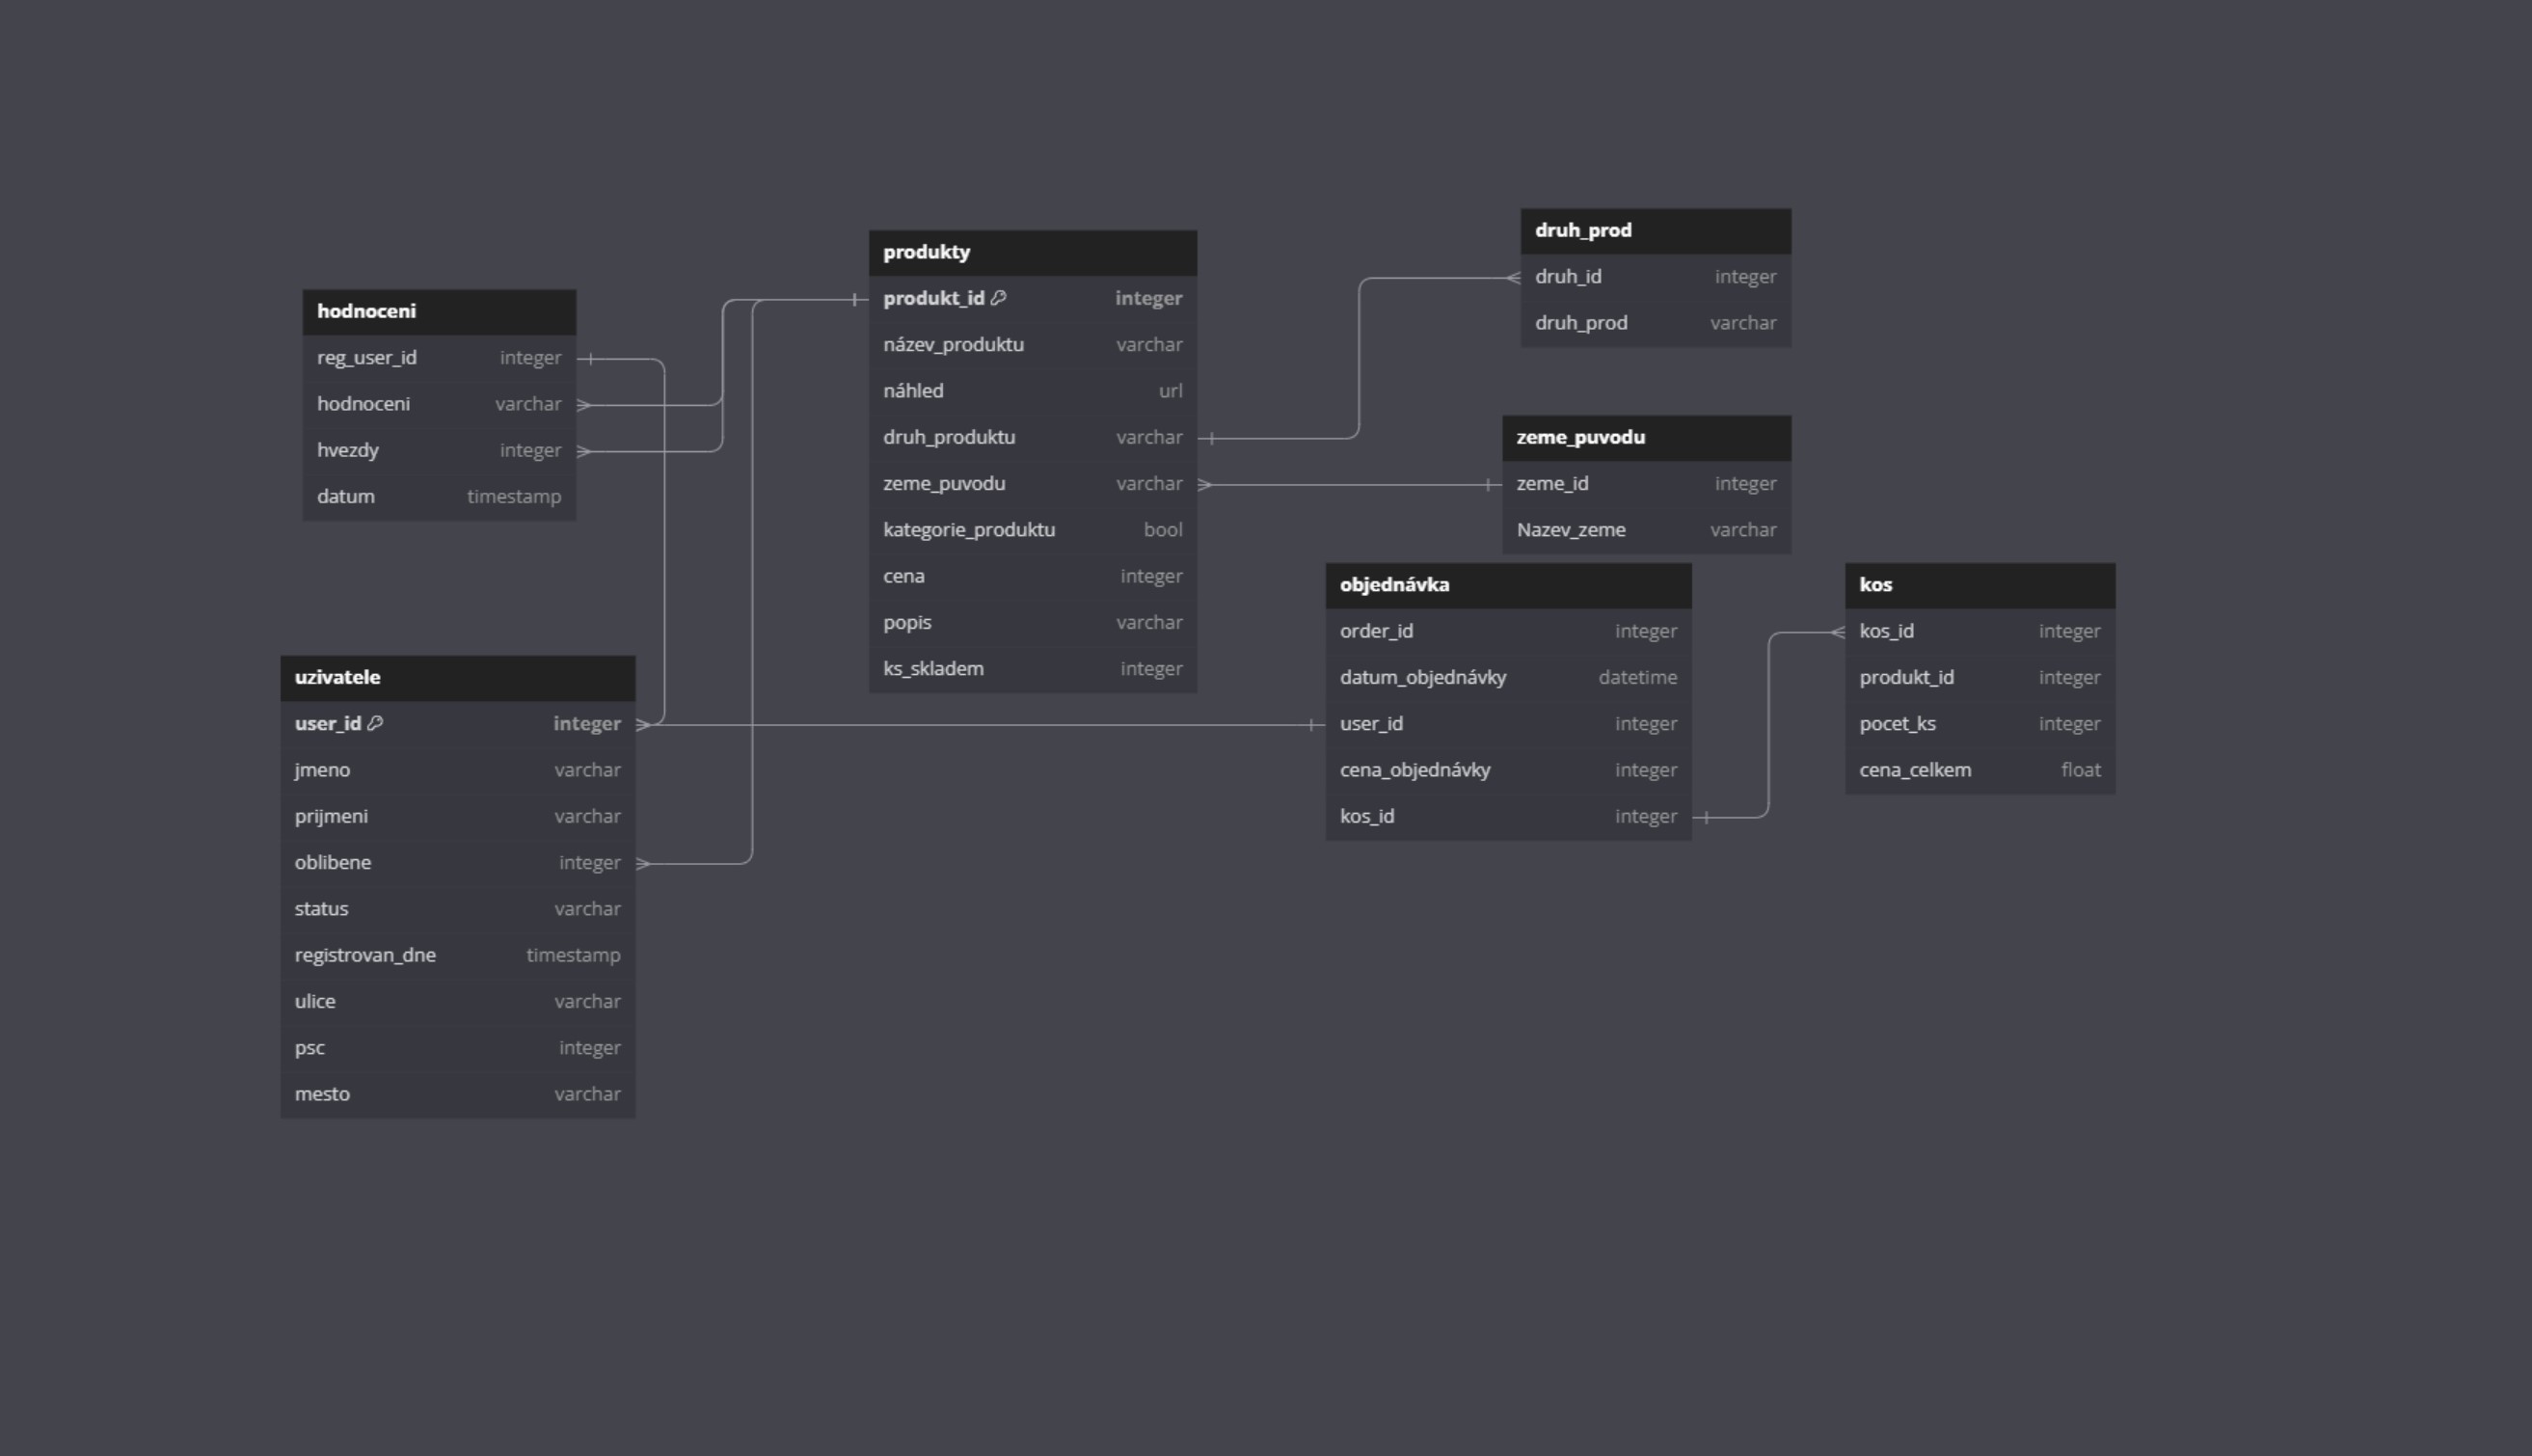 hodnoceni
reg_user_id integer
hodnoceni varchar
hvezdy integer
datum timestamp
uzivatele
user_id integer
jmeno varchar
prijmeni varchar
oblibene integer
status varchar
registrovan_dne timestamp
ulice varchar
psc integer
mesto varchar
produkty
produkt_id integer
název_produktu varchar
náhled url
druh_produktu varchar
zeme_puvodu varchar
kategorie_produktu bool
cena integer
popis varchar
ks_skladem integer
druh_prod
druh_id integer
druh_prod varchar
zeme_puvodu
zeme_id integer
Nazev_zeme varchar
objednávka
order_id integer
datum_objednávky datetime
user_id integer
cena_objednávky integer
kos_id integer
kos
kos_id integer
produkt_id integer
pocet_ks integer
cena_celkem float